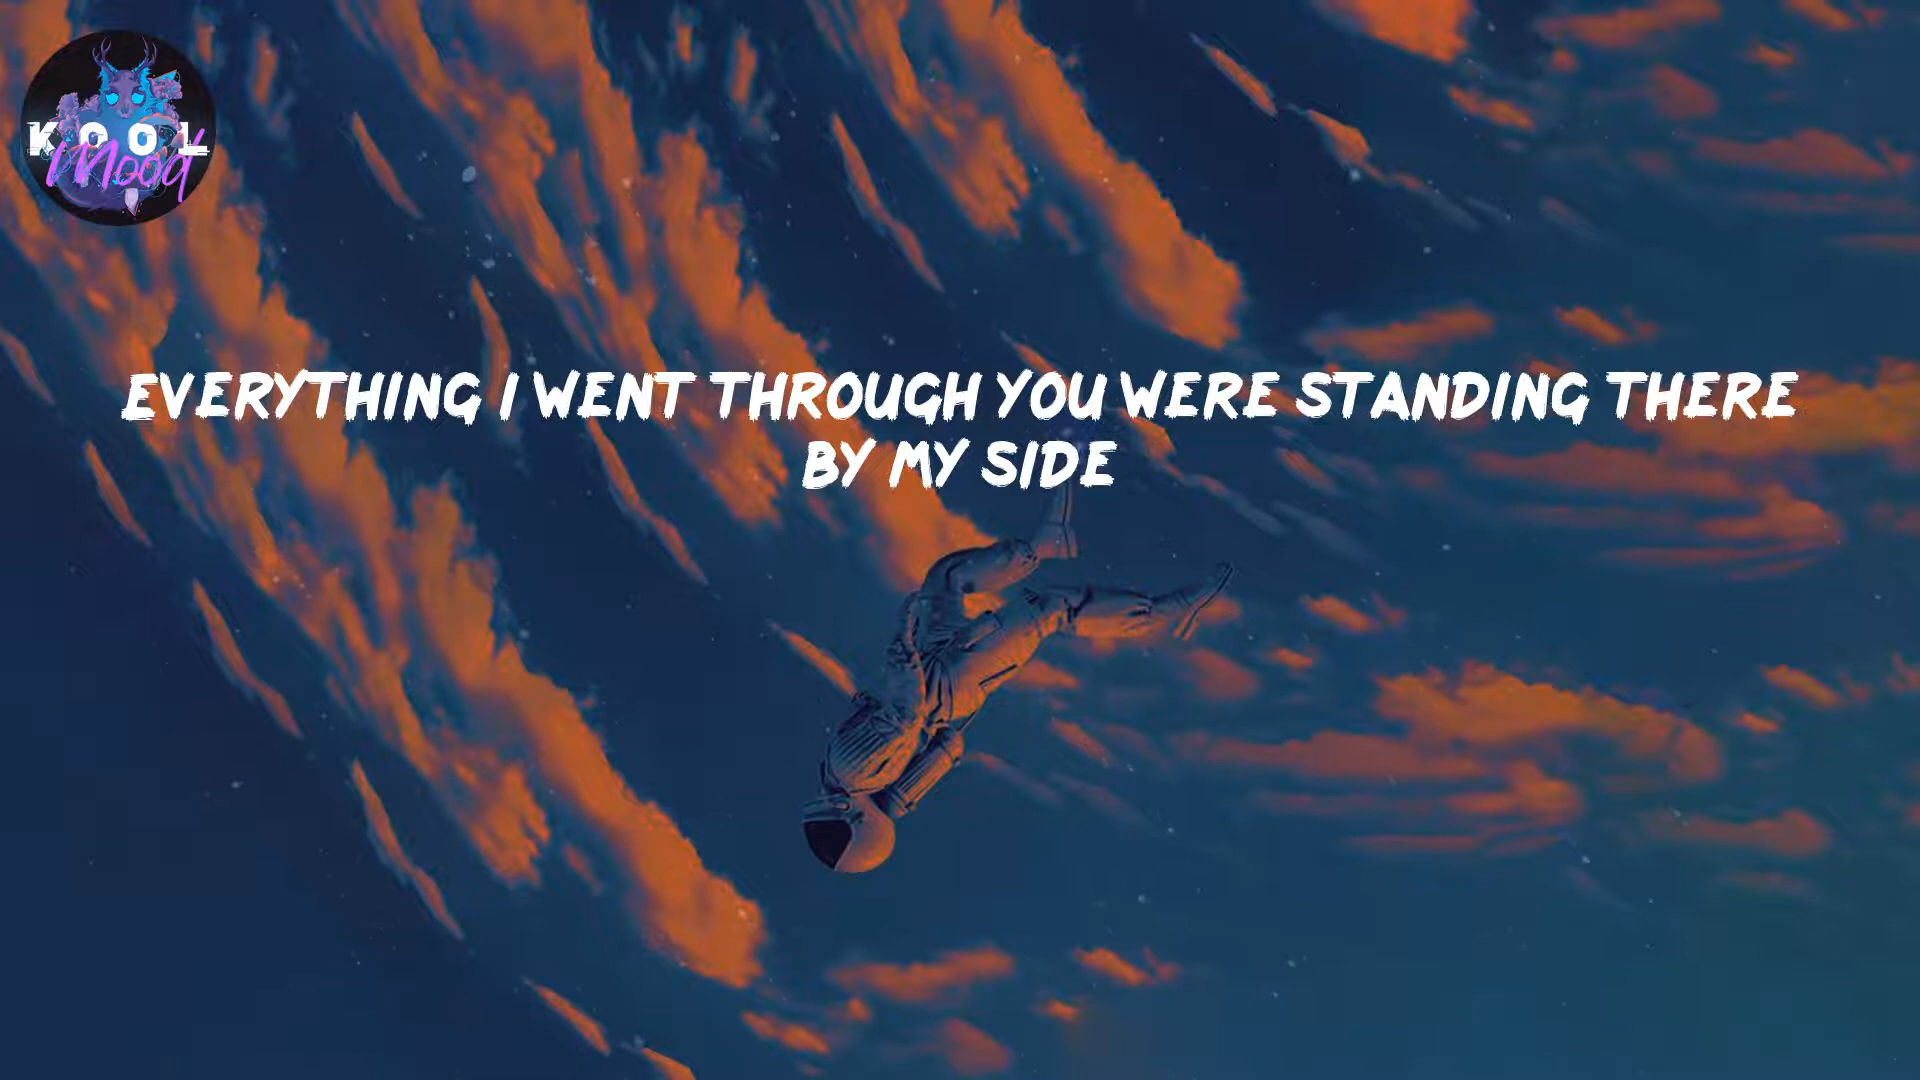 KOOL
Mood
EVERYTHING I WENT THROUGH YOU WERE STANDING THERE
BY MY SIDE